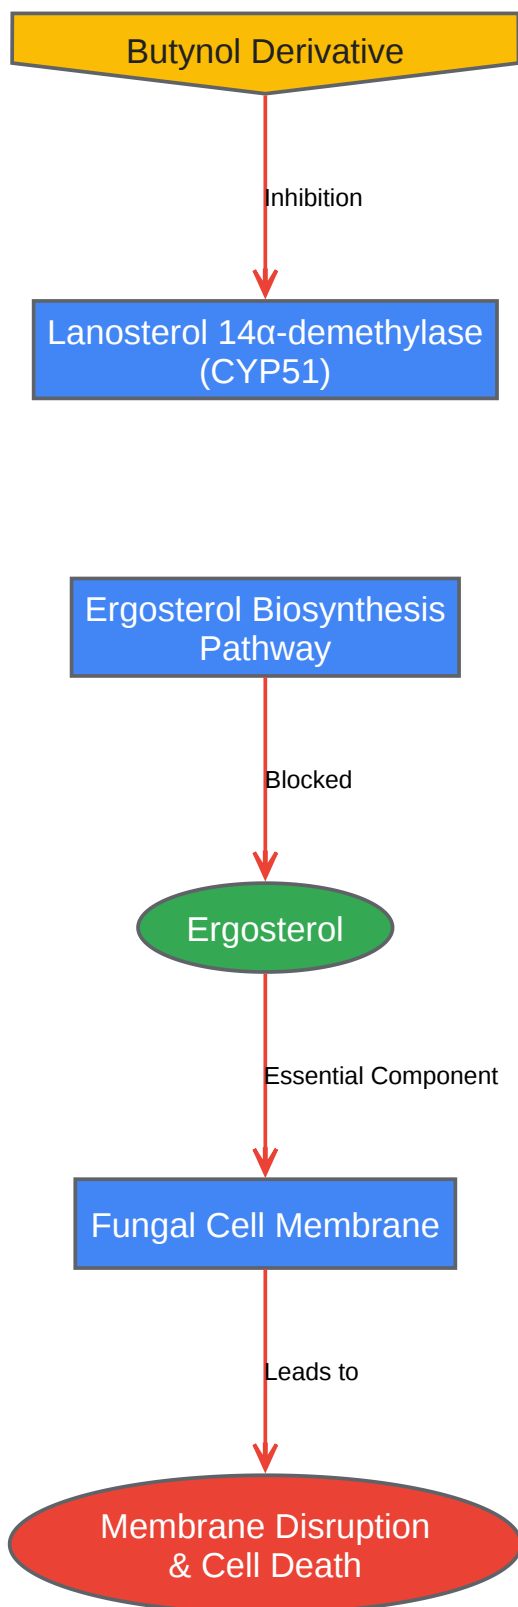 Butynol Derivative
Inhibition
Lanosterol 14α-demethylase
(CYP51)
Ergosterol Biosynthesis
Pathway
Blocked
Ergosterol
Essential Component
Fungal Cell Membrane
Leads to
Membrane Disruption
& Cell Death